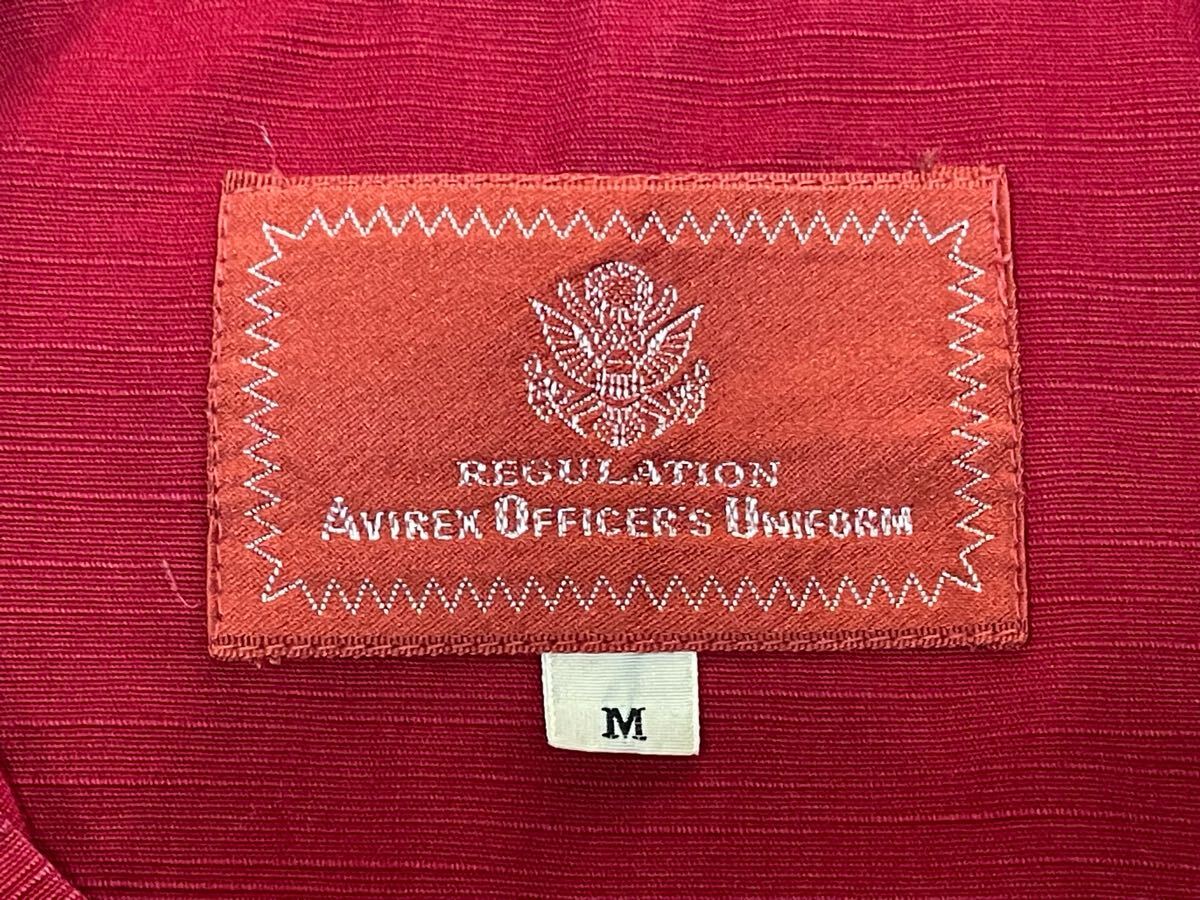 REGULATION
AVIREX OFFICER'S UNIFORM
M